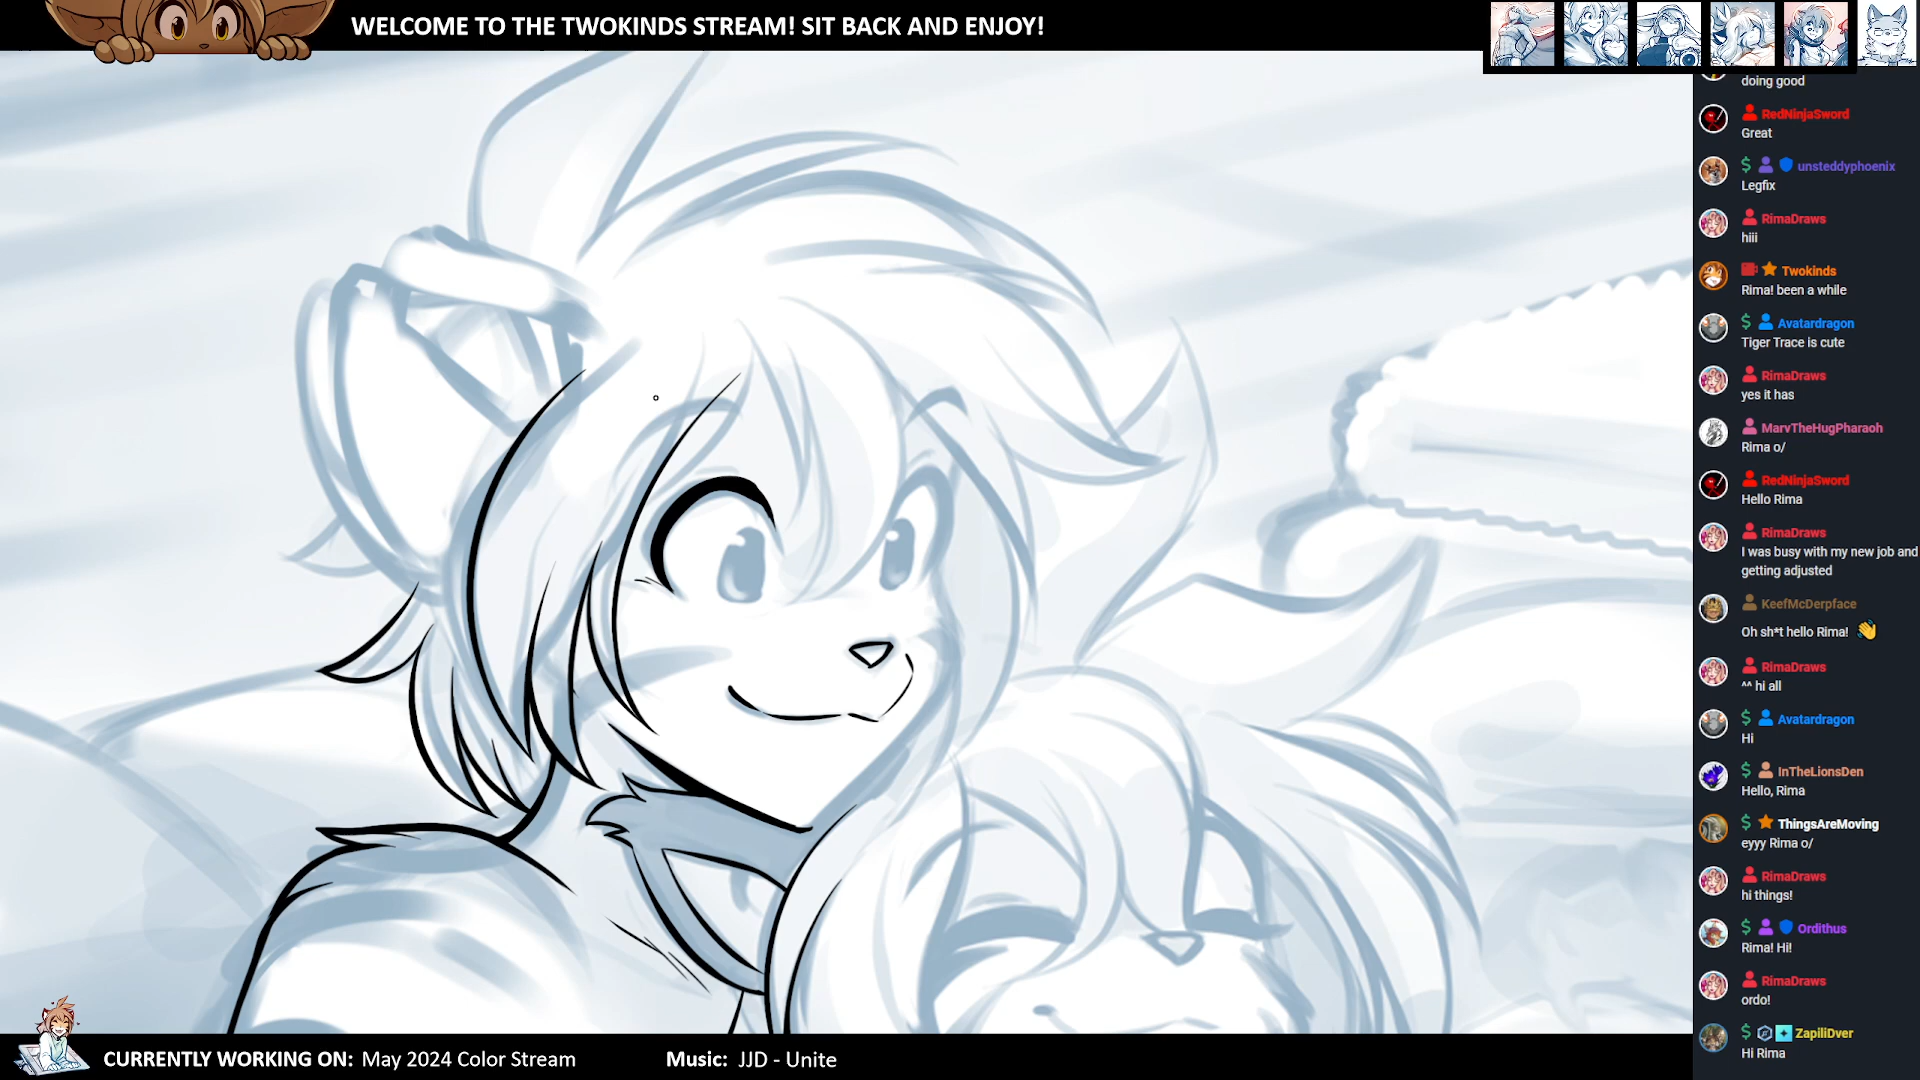 WELCOME TO THE TWOKINDS STREAM! SIT BACK AND ENJOY!
doing good
RedNinjaSword
Great
unsteddyphoenix
Legfix
RimaDraws
hiii
Twokinds
Rima! been a while
Avatardragon
Tiger Trace is cute
RimaDraws
yes it has
MarvTheHugPharaoh
Rima o/
RedNinjaSword
Hello Rima
RimaDraws
I was busy with my new job and
getting adjusted
KeefMcDerpface
Oh sh*t hello Rima! 👋
RimaDraws
^^ hi all
Avatardragon
Hi
InTheLionsDen
Hello, Rima
ThingsAreMoving
eyyy Rima o/
RimaDraws
hi things!
Ordithus
Rima! Hi!
RimaDraws
ordo!
ZapiliDver
Hi Rima
CURRENTLY WORKING ON: May 2024 Color Stream Music: JJD - Unite